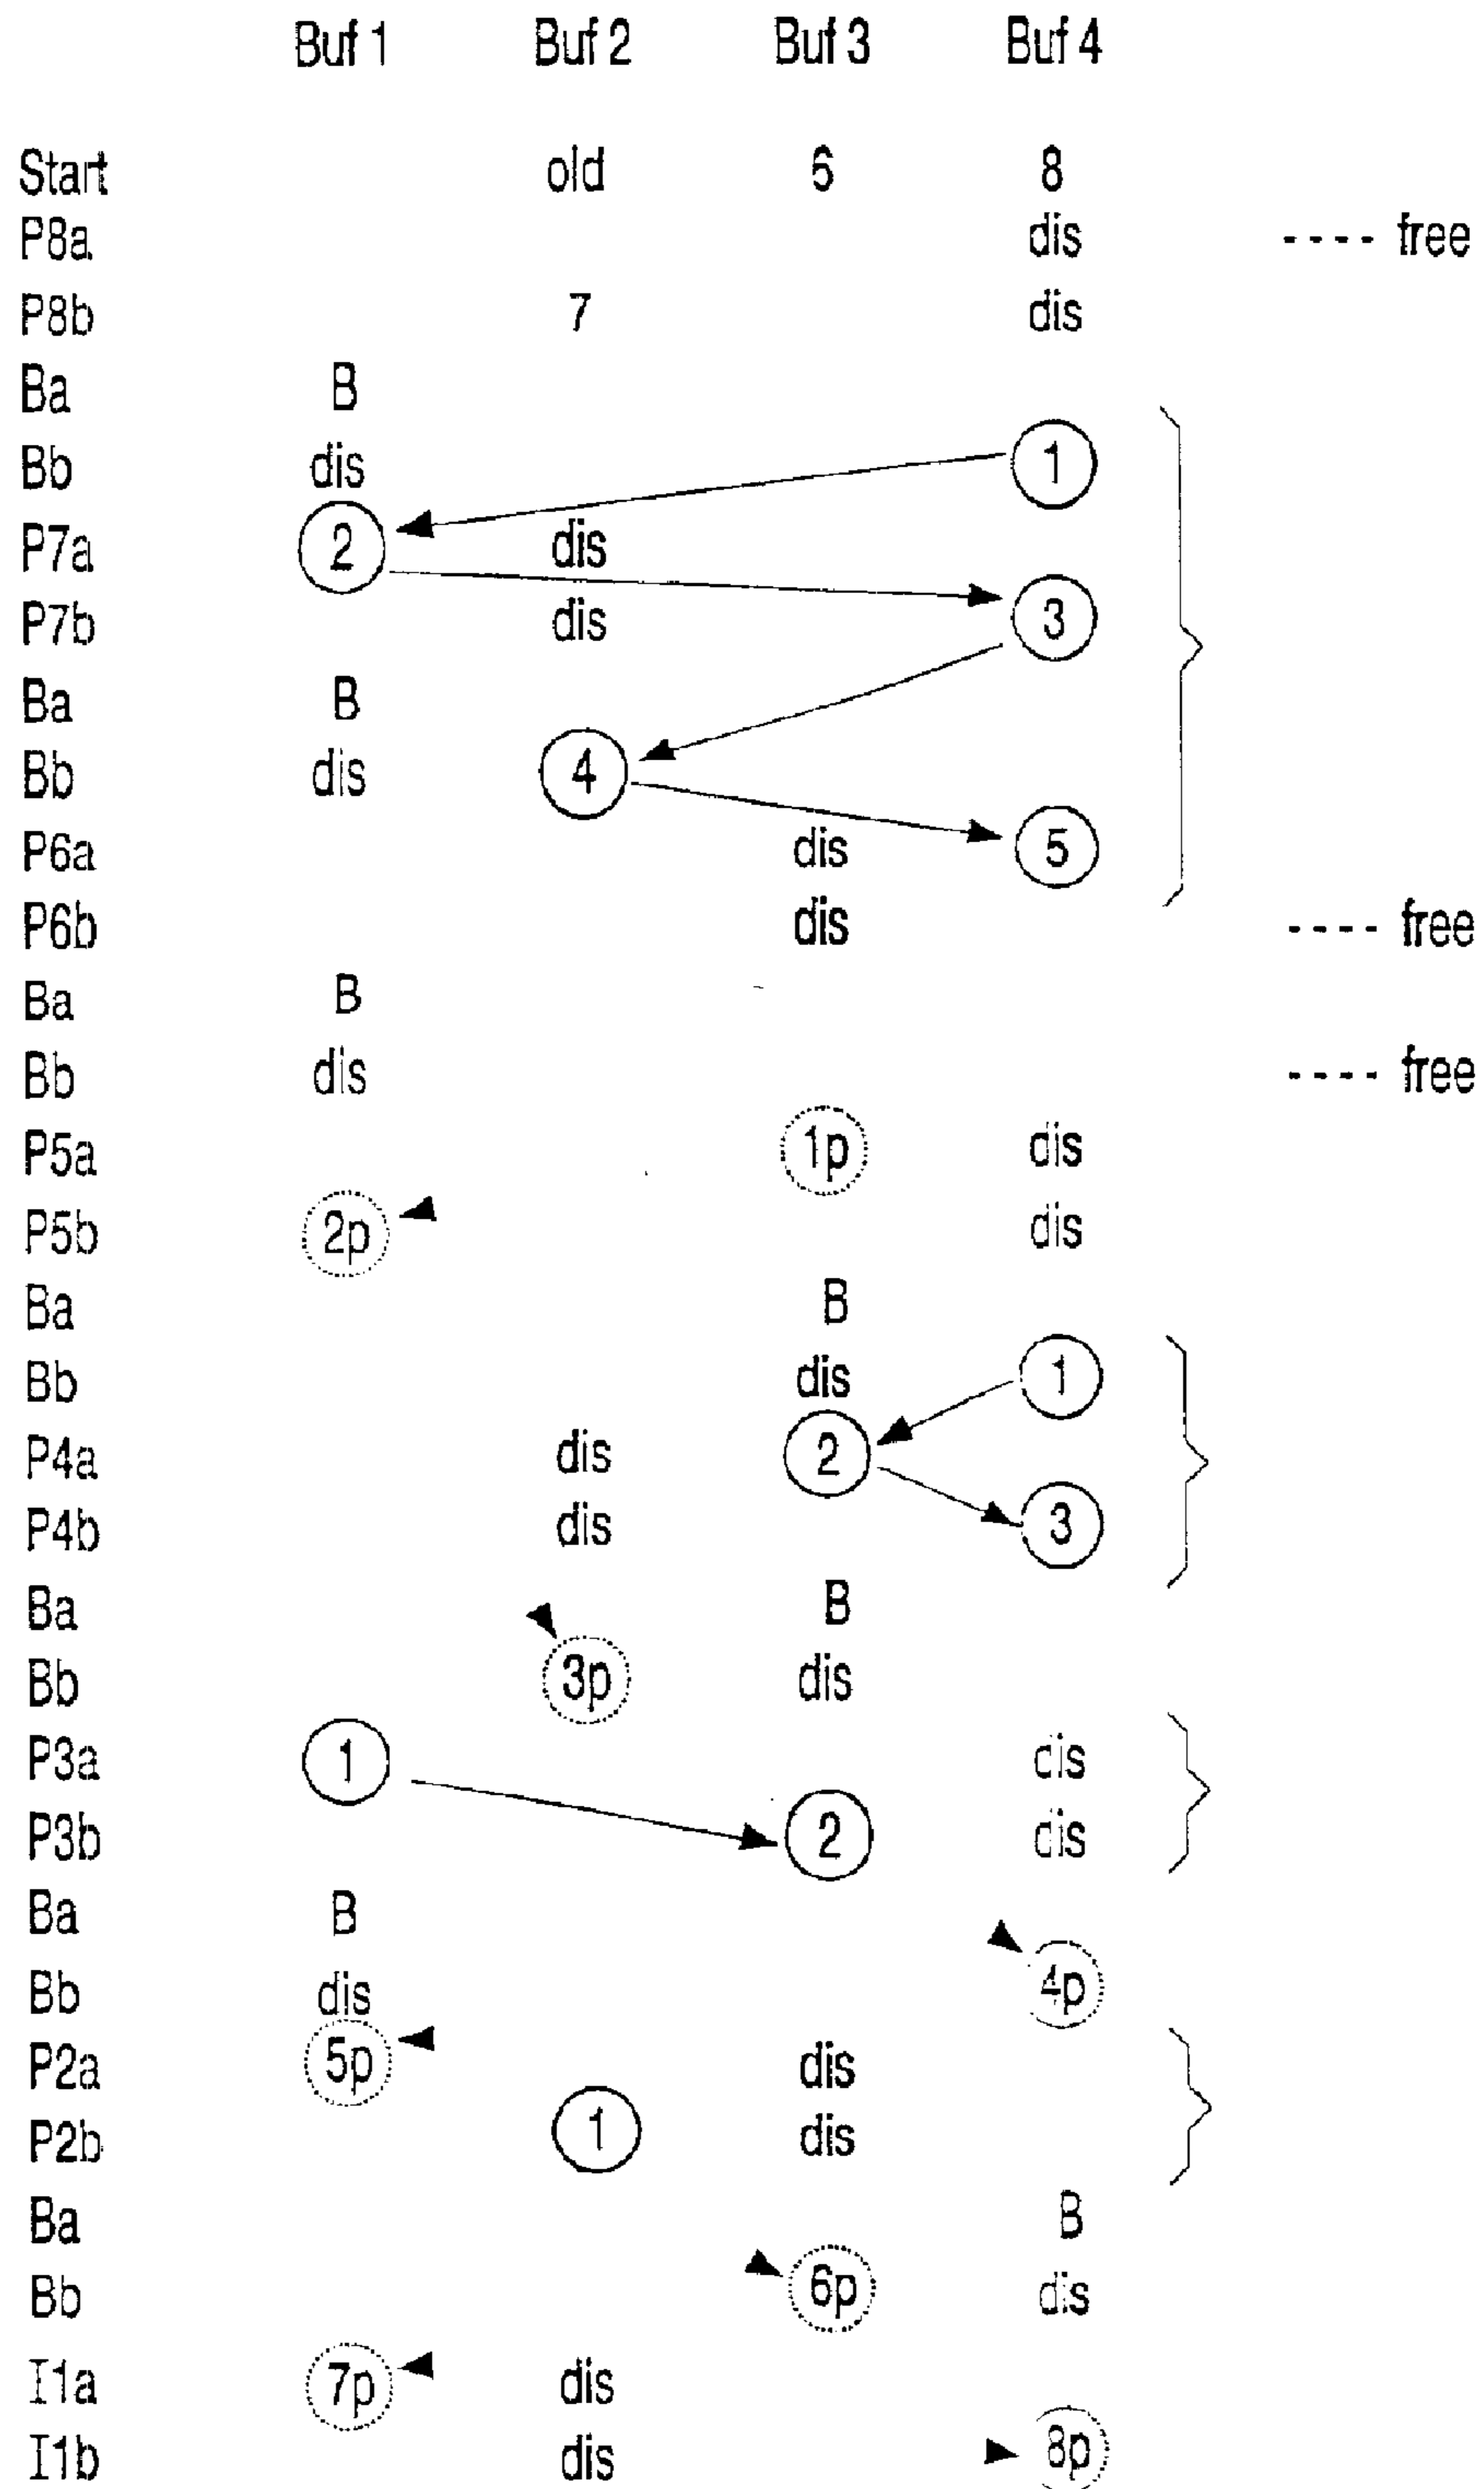 Buf 1 Buf 2 Buf 3 Buf 4
Start old 6 8
P8a dis ---- free
P8b 7 dis
Ba B
Bb dis 1
P7a 2 dis
P7b dis 3
Ba B
Bb dis 4
P6a dis 5
P6b dis ---- free
Ba B
Bb dis ---- free
P5a 1p dis
P5b 2p dis
Ba B
Bb dis 1
P4a dis 2
P4b dis 3
Ba B
Bb 3p dis
P3a 1 dis
P3b 2 dis
Ba B
Bb dis 4p
P2a 5p dis
P2b 1 dis
Ba B
Bb 6p dis
I1a 7p dis
I1b dis 8p